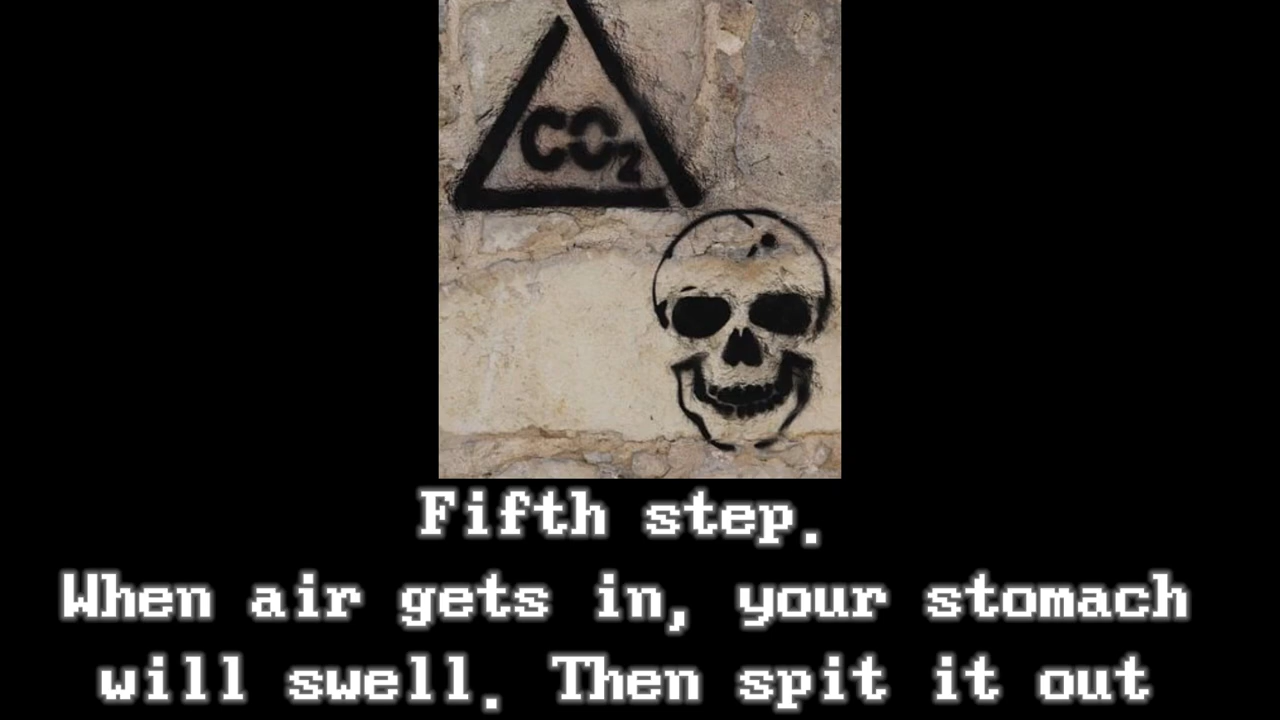 CO₂
Fifth step.
When air gets in, your stomach
will swell. Then spit it out